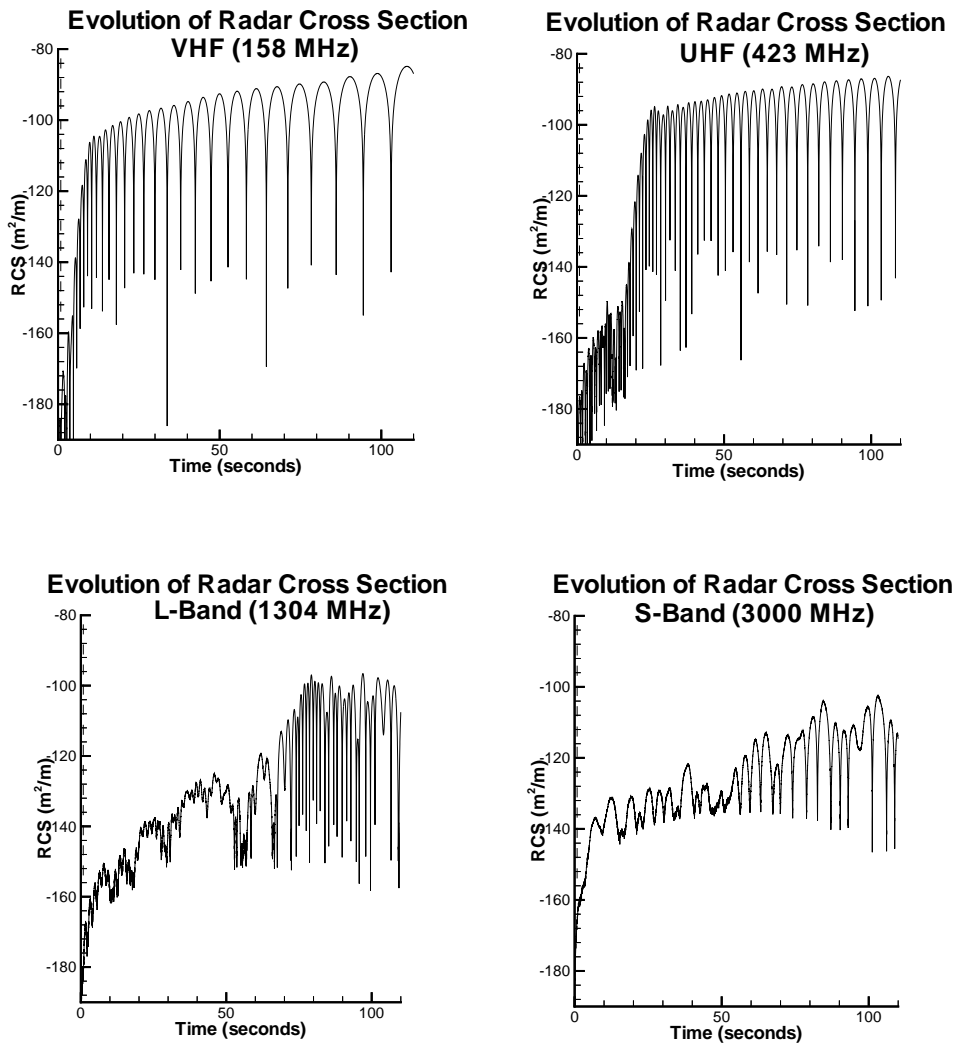 Evolution of Radar Cross Section
VHF (158 MHz)
-80
-100
-120
-140
-160
-180
RCS (m²/m)
0
50
100
Time (seconds)
Evolution of Radar Cross Section
UHF (423 MHz)
-80
-100
-120
-140
-160
-180
RCS (m²/m)
0
50
100
Time (seconds)
Evolution of Radar Cross Section
L-Band (1304 MHz)
-80
-100
-120
-140
-160
-180
RCS (m²/m)
0
50
100
Time (seconds)
Evolution of Radar Cross Section
S-Band (3000 MHz)
-80
-100
-120
-140
-160
-180
RCS (m²/m)
0
50
100
Time (seconds)